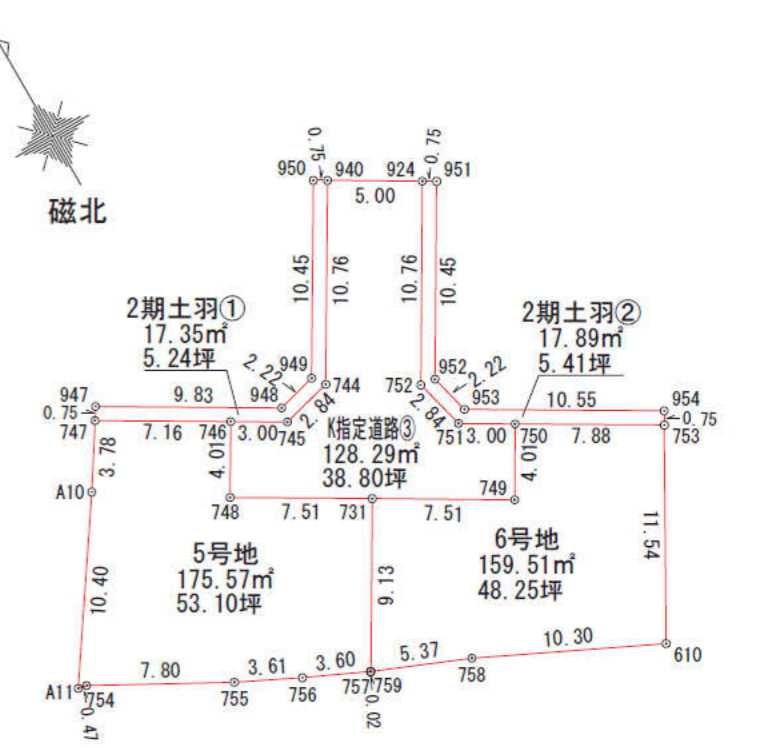 磁北
950 0.75 940 924 0.75 951
5.00
10.45 10.76 10.76 10.45
2期土羽①
17.35㎡
5.24坪
2期土羽②
17.89㎡
5.41坪
2.22 949 744 752 952 2.22
947 9.83 948 953 10.55 954
0.75 2.84 2.84 0.75
747 7.16 746 3.00 745 751 3.00 750 7.88 753
K指定道路③
128.29㎡
38.80坪
3.78 4.01 4.01
A10 748 7.51 731 7.51 749
5号地
175.57㎡
53.10坪
6号地
159.51㎡
48.25坪
10.40 9.13 11.54
A11 7.80 3.61 3.60 5.37 10.30 610
754 755 756 757 759 758
0.47 0.02